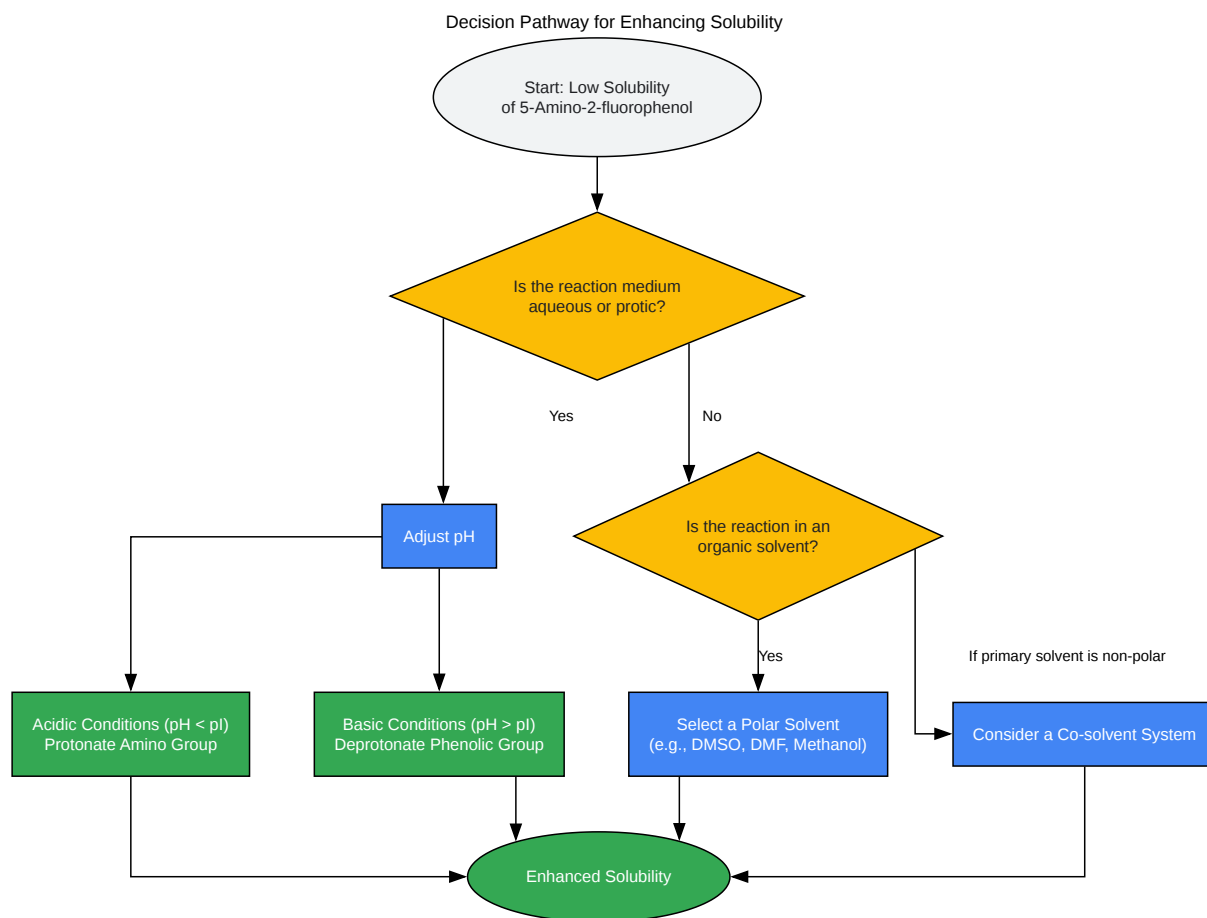 Decision Pathway for Enhancing Solubility
Start: Low Solubility
of 5-Amino-2-fluorophenol
Is the reaction medium
aqueous or protic?
Yes
No
Adjust pH
Is the reaction in an
organic solvent?
Yes
If primary solvent is non-polar
Acidic Conditions (pH < pI)
Protonate Amino Group
Basic Conditions (pH > pI)
Deprotonate Phenolic Group
Select a Polar Solvent
(e.g., DMSO, DMF, Methanol)
Consider a Co-solvent System
Enhanced Solubility